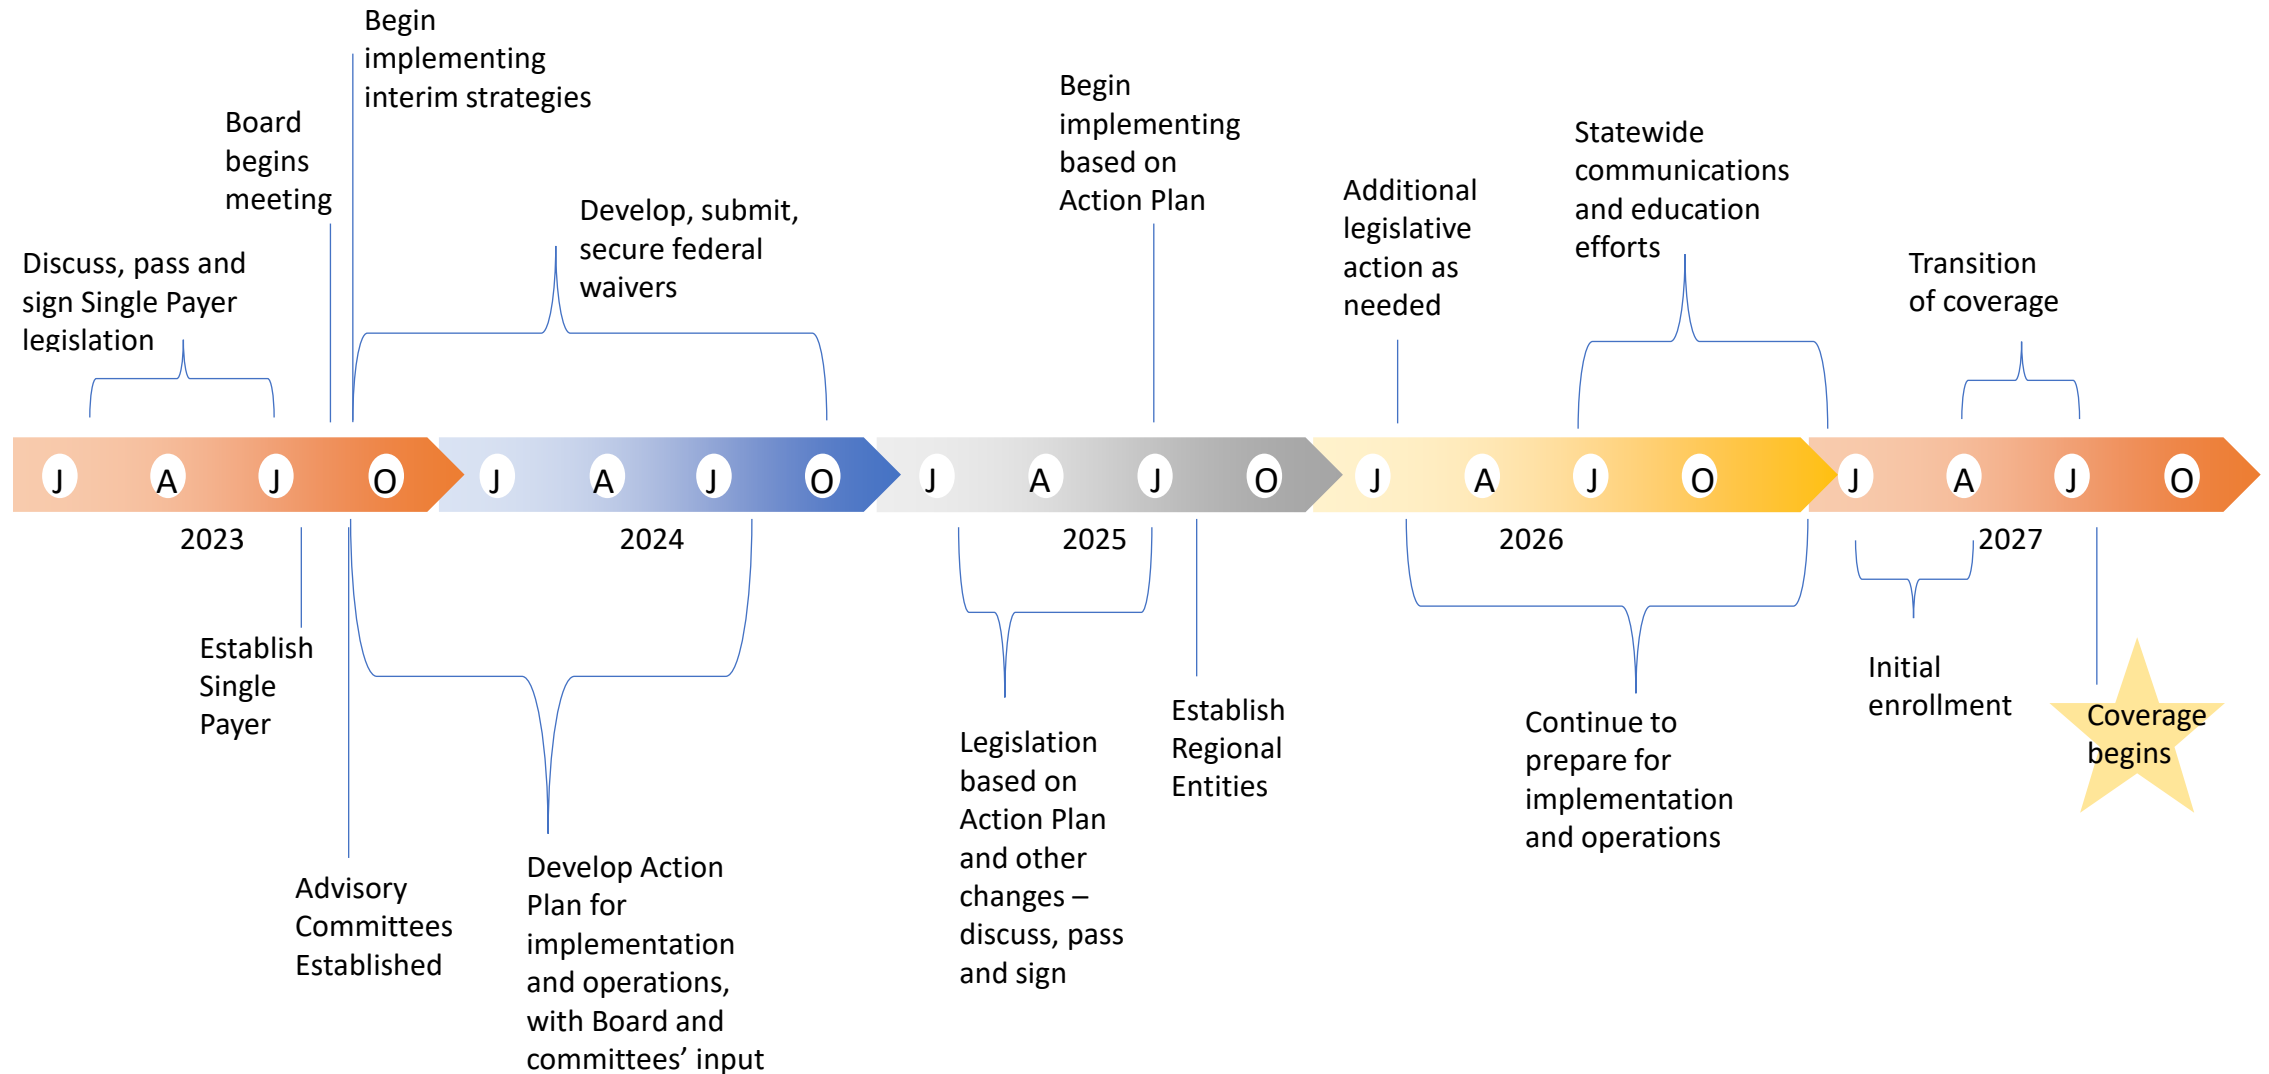 Begin
implementing
interim strategies
Board
begins
meeting
Discuss, pass and
sign Single Payer
legislation
Develop, submit,
secure federal
waivers
Begin
implementing
based on
Action Plan
Additional
legislative
action as
needed
Statewide
communications
and education
efforts
Transition
of coverage
J A J O J A J O J A J O J A J O J A J O
2023 2024 2025 2026 2027
Establish
Single
Payer
Advisory
Committees
Established
Develop Action
Plan for
implementation
and operations,
with Board and
committees’ input
Legislation
based on
Action Plan
and other
changes –
discuss, pass
and sign
Establish
Regional
Entities
Continue to
prepare for
implementation
and operations
Initial
enrollment
Coverage
begins